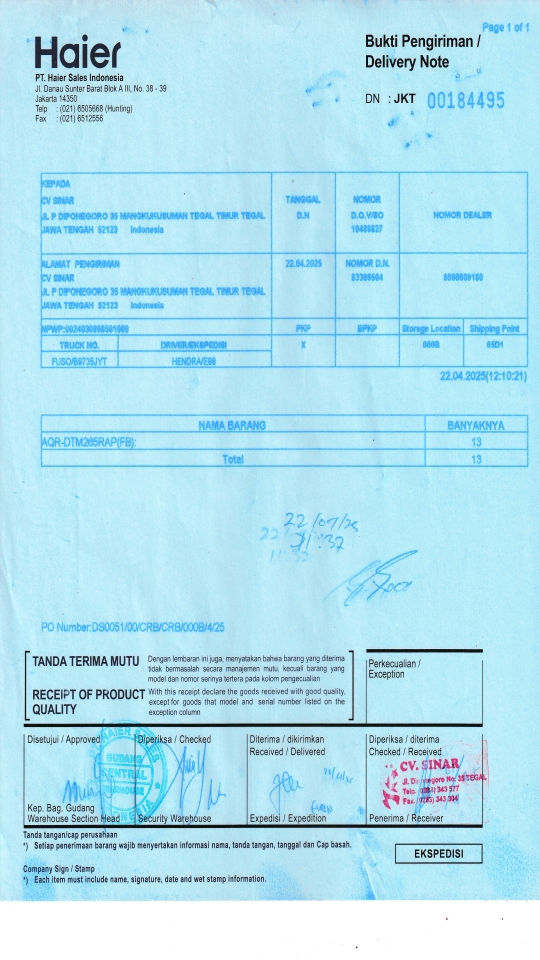 Page 1 of 1
Haier
Bukti Pengiriman /
Delivery Note
PT. Haier Sales Indonesia
Jl. Danau Sunter Barat Blok A III, No. 38 - 39
Jakarta 14350
Telp : (021) 6505668 (Hunting)
Fax : (021) 6512556
DN : JKT 00184495
KEPADA
CV SINAR
JL P DIPONEGORO 35 MANGKUKUSUMAN TEGAL TIMUR TEGAL
JAWA TENGAH 52123 Indonesia
TANGGAL
D.N
NOMOR
D.O.V/SO
NOMOR DEALER
ALAMAT PENGIRIMAN
CV SINAR
JL P DIPONEGORO 35 MANGKUKUSUMAN TEGAL TIMUR TEGAL
JAWA TENGAH 52123 Indonesia
22.04.2025
NOMOR D.N.
PKP
Storage Location
Shipping Point
TRUCK NO.
DRIVER/EKSPEDISI
X
000B
FUSO/B9735JYT
22.04.2025(12:10:21)
NAMA BARANG
BANYAKNYA
AQR-DTM265RAP(FB):
13
Total
13
PO Number:DS0051/00/CRB/CRB/000B/4/25
TANDA TERIMA MUTU
Dengan lembaran ini juga, menyatakan bahwa barang yang diterima
tidak bermasalah secara manajemen mutu, kecuali barang yang
model dan nomor serinya tertera pada kolom pengecualian
RECEIPT OF PRODUCT
QUALITY
With this receipt declare the goods received with good quality,
except for goods that model and serial number listed on the
exception column
Perkecualian /
Exception
Disetujui / Approved
Diperiksa / Checked
Diterima / dikirimkan
Received / Delivered
Diperiksa / diterima
Checked / Received
GUDANG
CENTRAL
WAREHOUSE
CV. SINAR
Jl. Diponegoro No. 35 TEGAL
Kep. Bag. Gudang
Warehouse Section Head
Security Warehouse
Expedisi / Expedition
Penerima / Receiver
Tanda tangan/cap perusahaan
*) Setiap penerimaan barang wajib menyertakan informasi nama, tanda tangan, tanggal dan Cap basah.
EKSPEDISI
Company Sign / Stamp
*) Each item must include name, signature, date and wet stamp information.